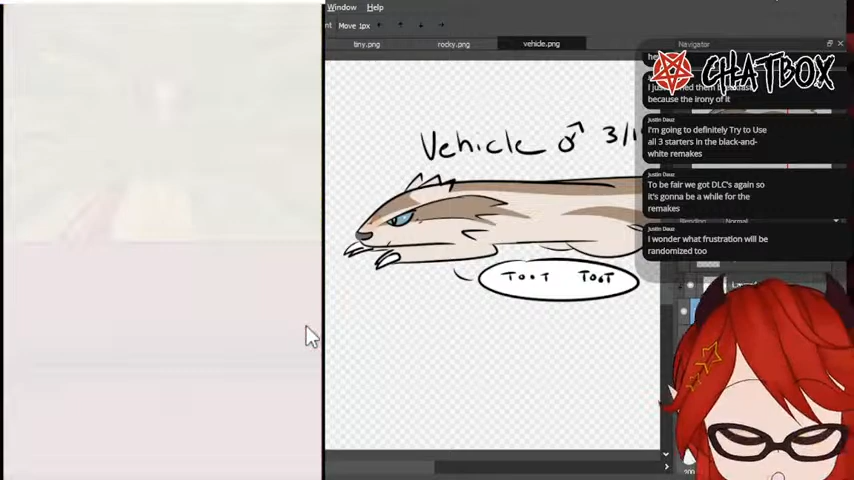 Window Help
Move 1px
tiny.png rocky.png vehicle.png
Navigator
CHATBOX
because the irony of it
Justin Dauz
I'm going to definitely Try to Use
all 3 starters in the black-and-
white remakes
Justin Dauz
To be fair we got DLC's again so
it's gonna be a while for the
remakes
Justin Dauz
I wonder what frustration will be
randomized too
Vehicle ♂ 3/1
TOOT TOOT